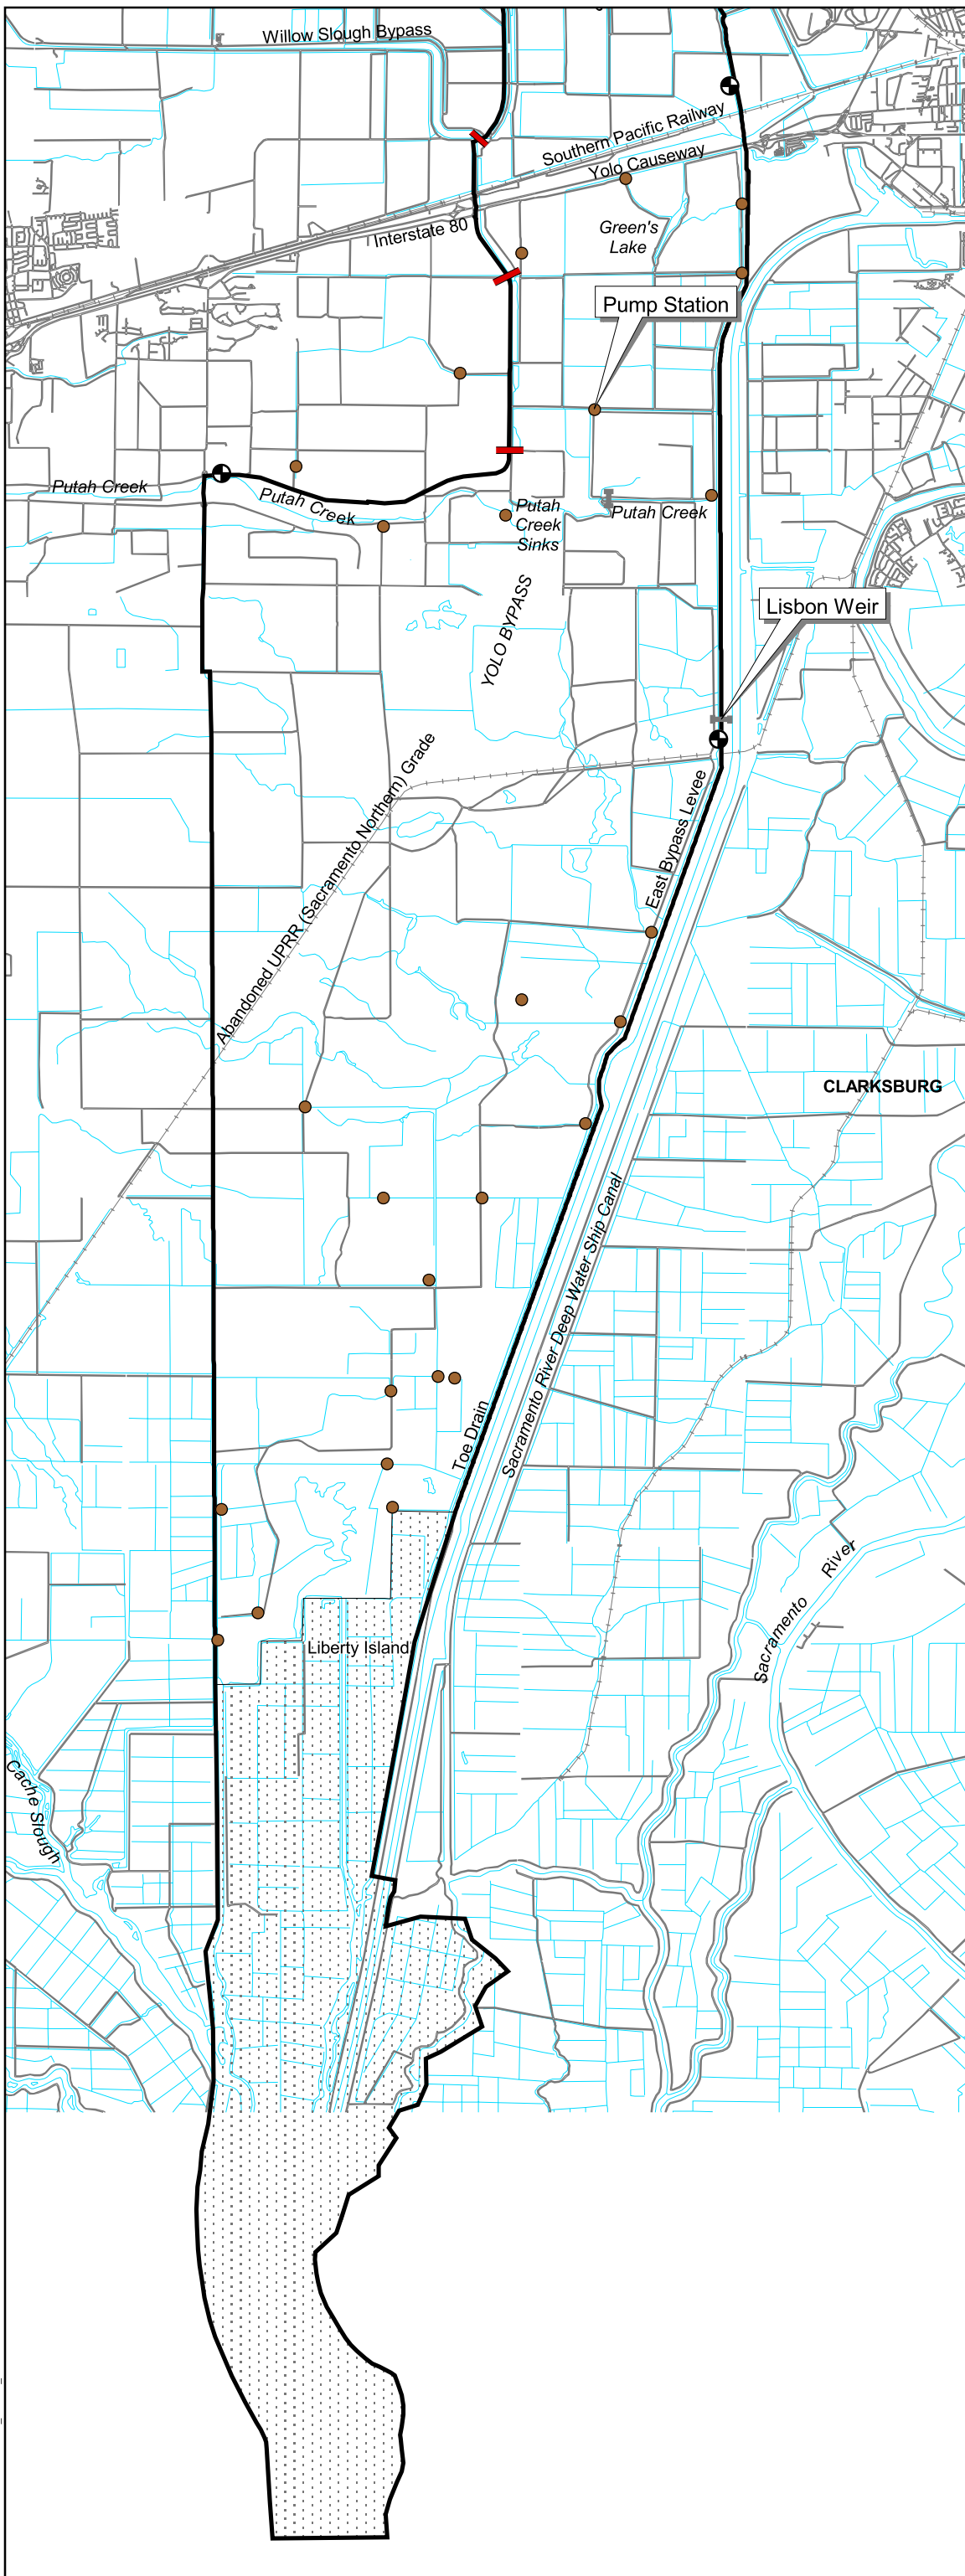 Willow Slough Bypass
Southern Pacific Railway
Yolo Causeway
Interstate 80
Green's
Lake
Pump Station
Putah Creek
Putah Creek
Putah
Creek
Sinks
Putah Creek
YOLO BYPASS
Lisbon Weir
Abandoned UPRR (Sacramento Northern) Grade
East Bypass Levee
CLARKSBURG
Sacramento River Deep Water Ship Canal
Toe Drain
Sacramento River
Liberty Island
Cache Slough